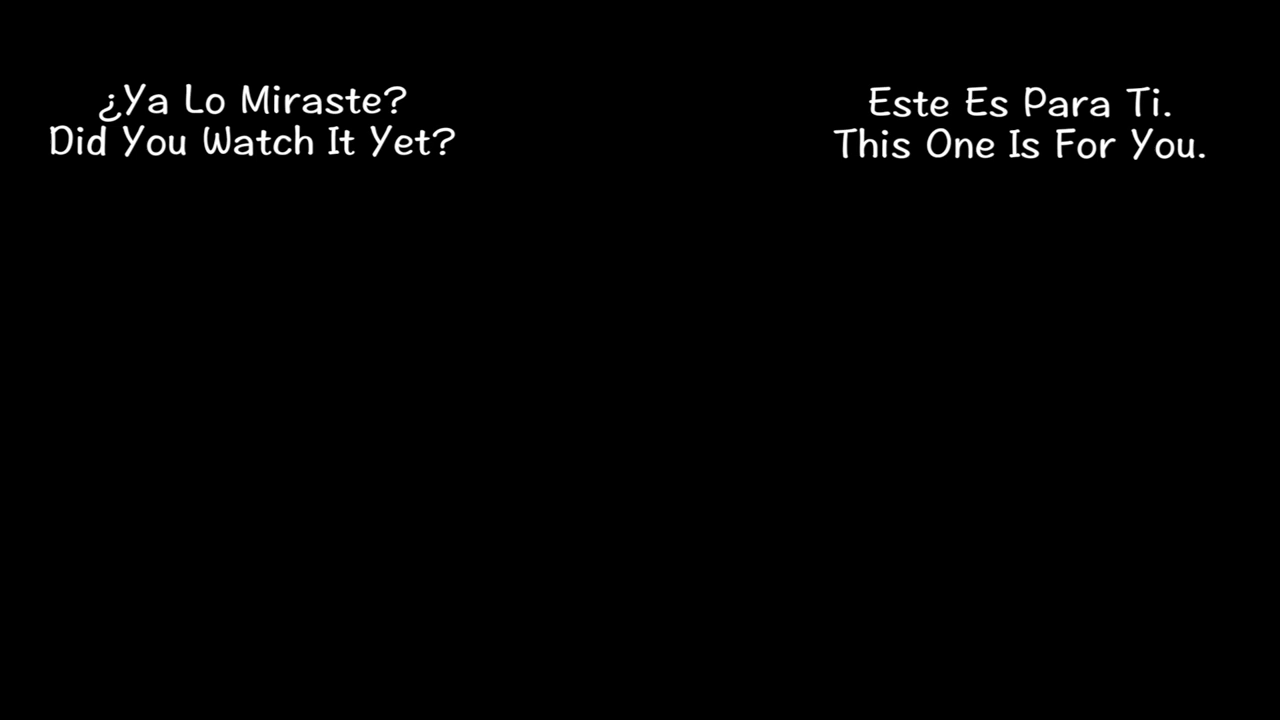 ¿Ya Lo Miraste?
Did You Watch It Yet?
Este Es Para Ti.
This One Is For You.